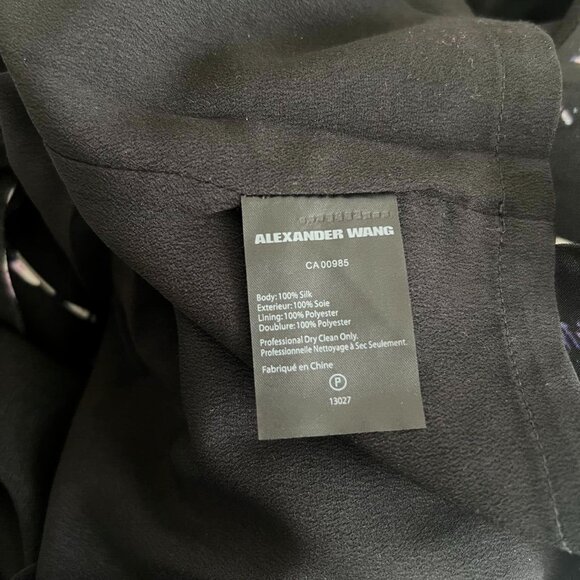 ALEXANDER WANG
CA 00985
Body: 100% Silk
Exterieur: 100% Soie
Lining: 100% Polyester
Doublure: 100% Polyester
Professional Dry Clean Only.
Professionnelle Nettoyage à Sec Seulement.
Fabriqué en Chine
P
13027